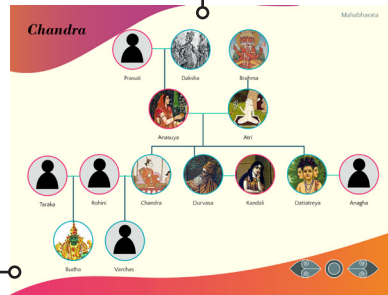 Mahabharata
Chandra
Prasuti
Daksha
Brahma
Anasuya
Atri
Taraka
Rohini
Chandra
Durvasa
Kandali
Dattatreya
Anagha
Budha
Varchas